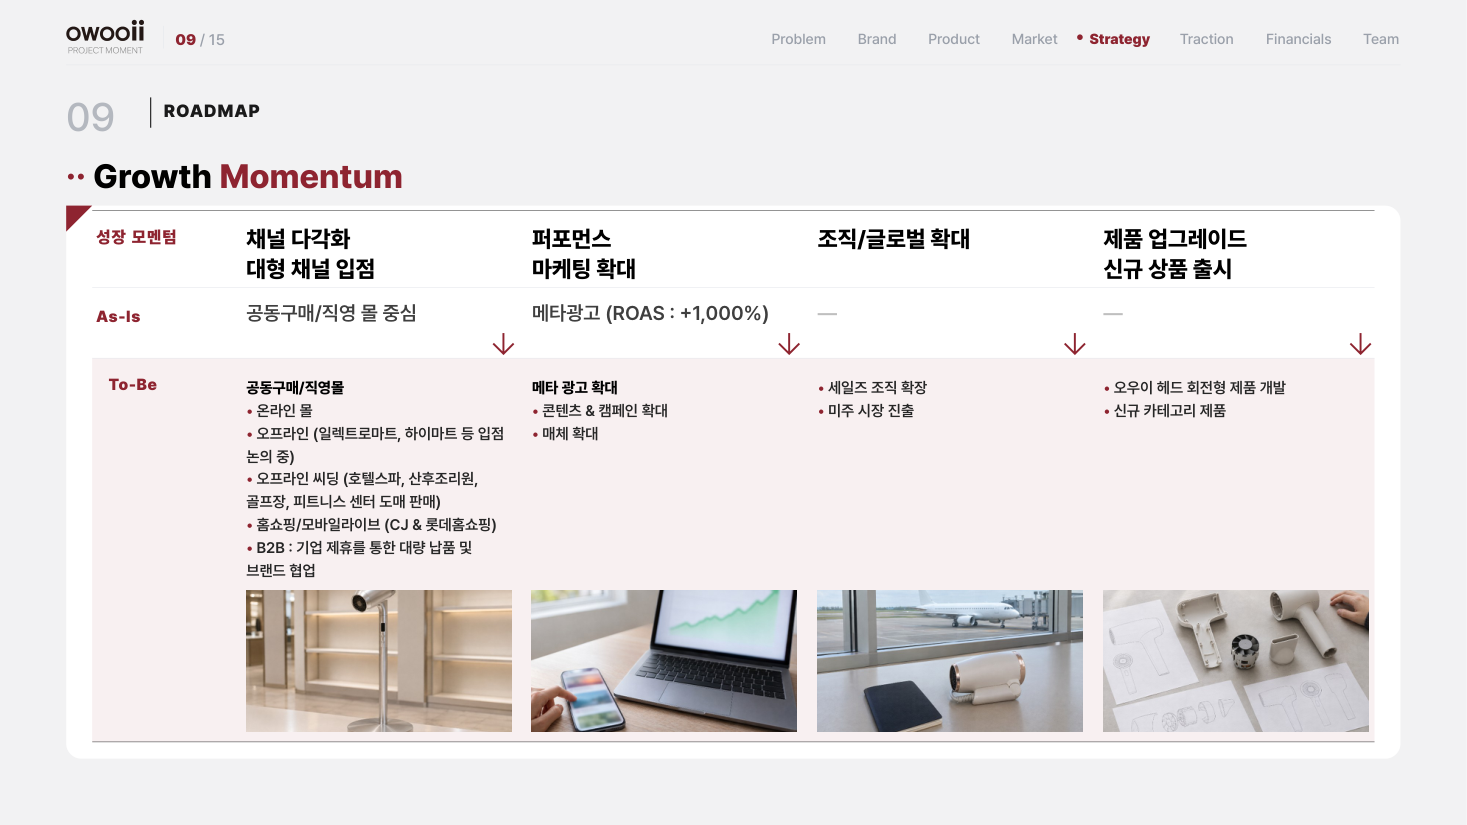 owooii
PROJECT MOMENT
09 / 15
Problem
Brand
Product
Market
• Strategy
Traction
Financials
Team
09
ROADMAP
•• Growth Momentum
성장 모멘텀
채널 다각화
대형 채널 입점
퍼포먼스
마케팅 확대
조직/글로벌 확대
제품 업그레이드
신규 상품 출시
As-Is
공동구매/직영 몰 중심
메타광고 (ROAS : +1,000%)
—
—
To-Be
공동구매/직영몰
• 온라인 몰
• 오프라인 (일렉트로마트, 하이마트 등 입점
논의 중)
• 오프라인 씨딩 (호텔스파, 산후조리원,
골프장, 피트니스 센터 도매 판매)
• 홈쇼핑/모바일라이브 (CJ & 롯데홈쇼핑)
• B2B : 기업 제휴를 통한 대량 납품 및
브랜드 협업
메타 광고 확대
• 콘텐츠 & 캠페인 확대
• 매체 확대
• 세일즈 조직 확장
• 미주 시장 진출
• 오우이 헤드 회전형 제품 개발
• 신규 카테고리 제품